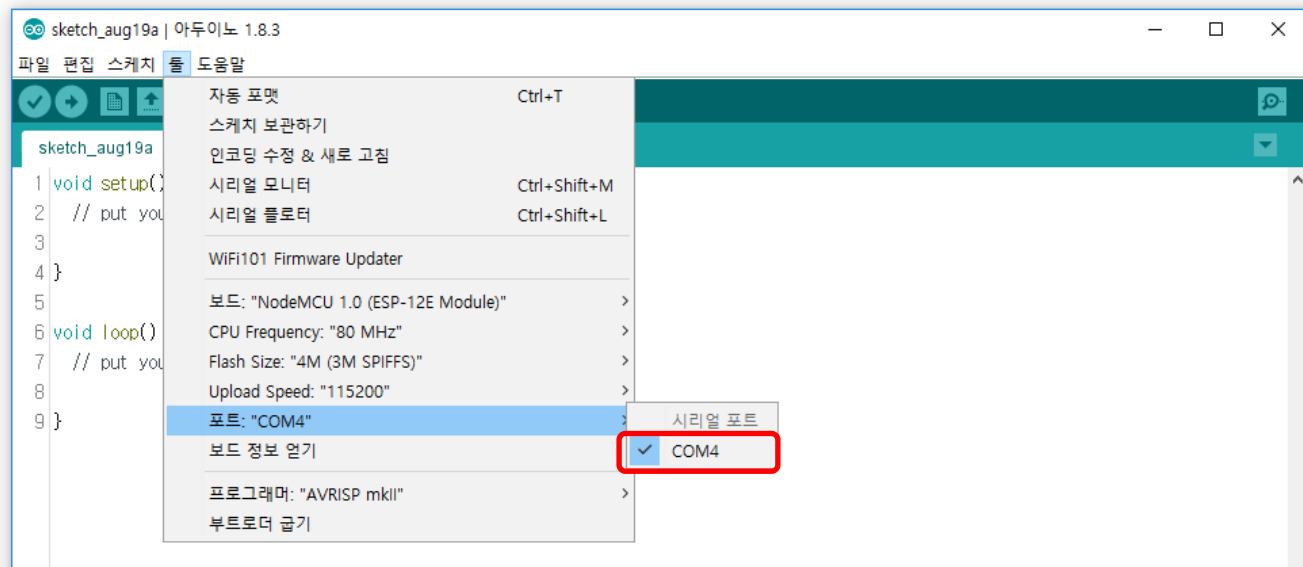 sketch_aug19a | 아두이노 1.8.3
파일 편집 스케치 툴 도움말
자동 포맷 Ctrl+T
스케치 보관하기
sketch_aug19a
인코딩 수정 & 새로 고침
1 void setup()
시리얼 모니터 Ctrl+Shift+M
2 // put you
시리얼 플로터 Ctrl+Shift+L
3
WiFi101 Firmware Updater
4 }
5
보드: "NodeMCU 1.0 (ESP-12E Module)"
6 void loop()
CPU Frequency: "80 MHz"
7 // put you
Flash Size: "4M (3M SPIFFS)"
8
Upload Speed: "115200"
9 }
포트: "COM4"
시리얼 포트
보드 정보 얻기
COM4
프로그래머: "AVRISP mkII"
부트로더 굽기